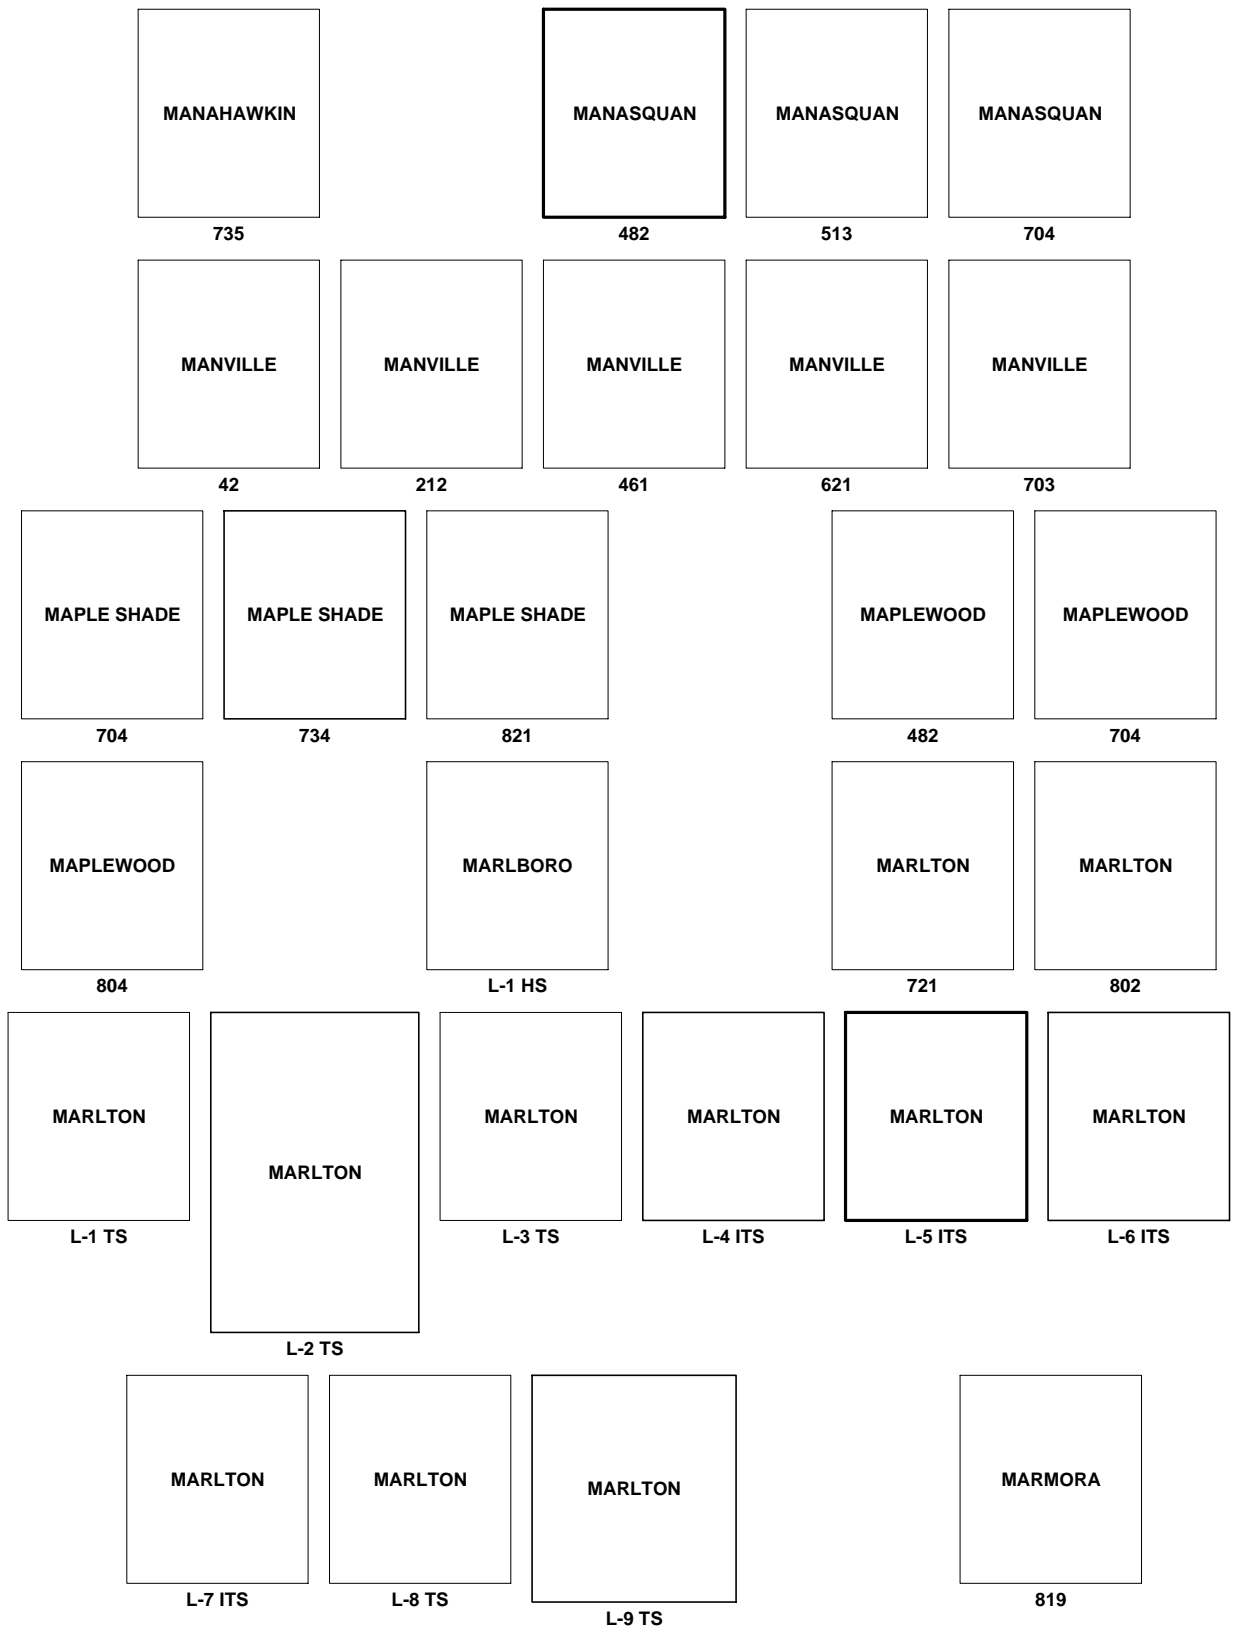 MANAHAWKIN MANASQUAN MANASQUAN MANASQUAN
735 482 513 704
MANVILLE MANVILLE MANVILLE MANVILLE MANVILLE
42 212 461 621 703
MAPLE SHADE MAPLE SHADE MAPLE SHADE MAPLEWOOD MAPLEWOOD
704 734 821 482 704
MAPLEWOOD MARLBORO MARLTON MARLTON
804 L-1 HS 721 802
MARLTON MARLTON MARLTON MARLTON MARLTON
MARLTON
L-1 TS L-3 TS L-4 ITS L-5 ITS L-6 ITS
L-2 TS
MARLTON MARLTON MARLTON MARMORA
L-7 ITS L-8 TS 819
L-9 TS